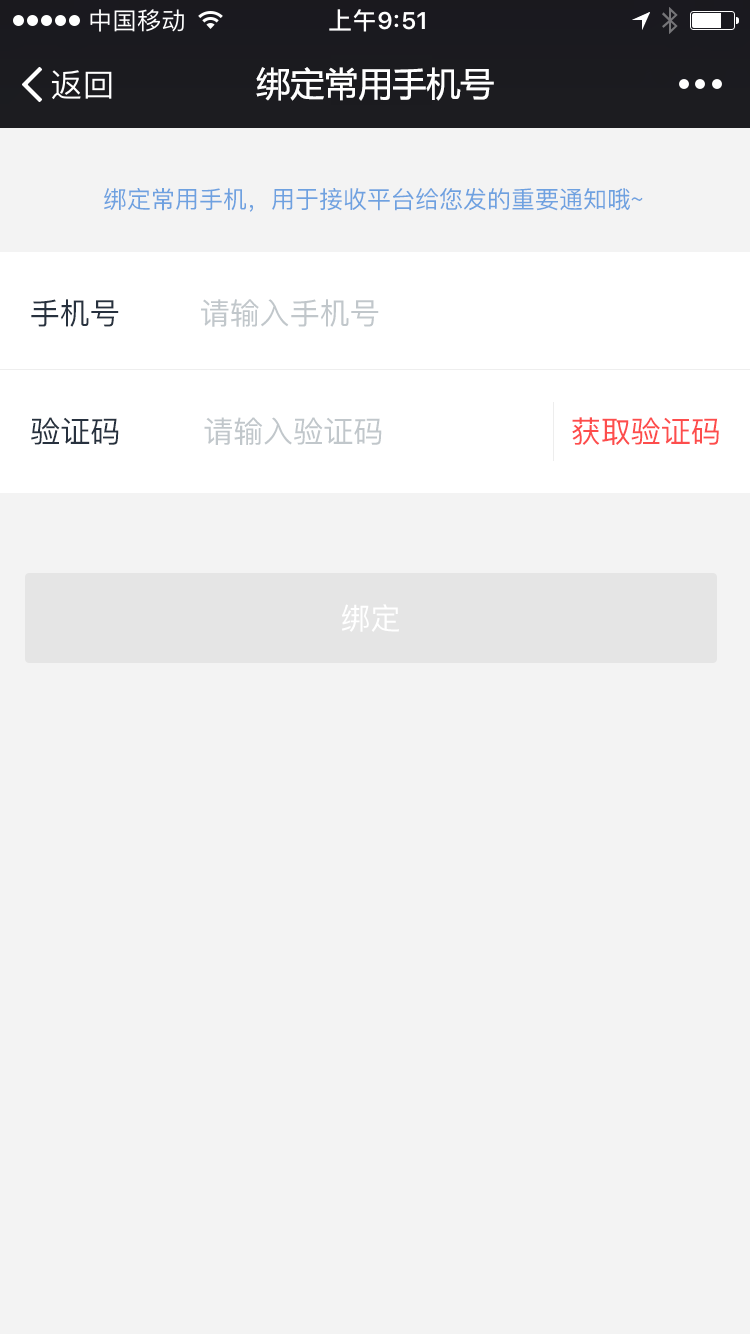 中国移动 上午9:51
返回 绑定常用手机号
绑定常用手机，用于接收平台给您发的重要通知哦~
手机号 请输入手机号
验证码 请输入验证码 获取验证码
绑定